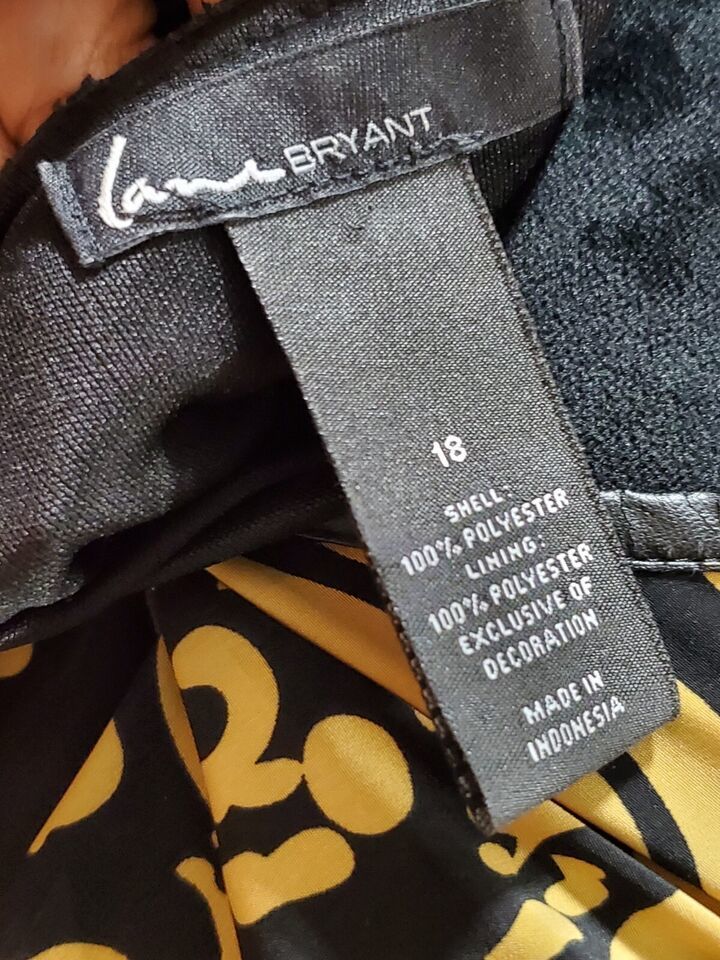 Lane BRYANT
18
SHELL:
100% POLYESTER
LINING:
100% POLYESTER
EXCLUSIVE OF
DECORATION
MADE IN
INDONESIA